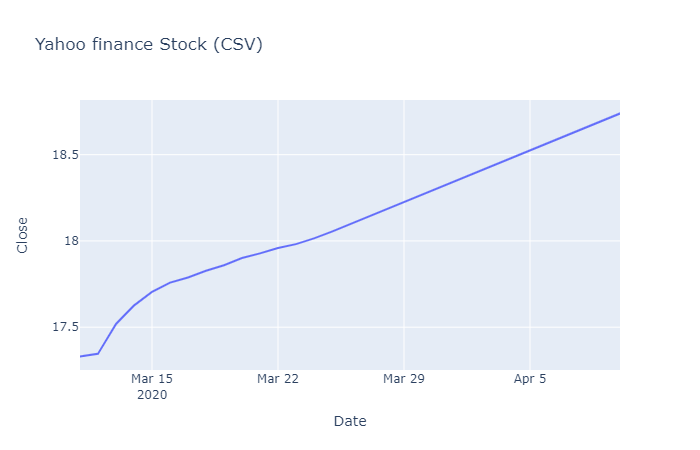 Yahoo finance Stock (CSV)
18.5
18
17.5
Close
Mar 15
2020
Mar 22
Mar 29
Apr 5
Date